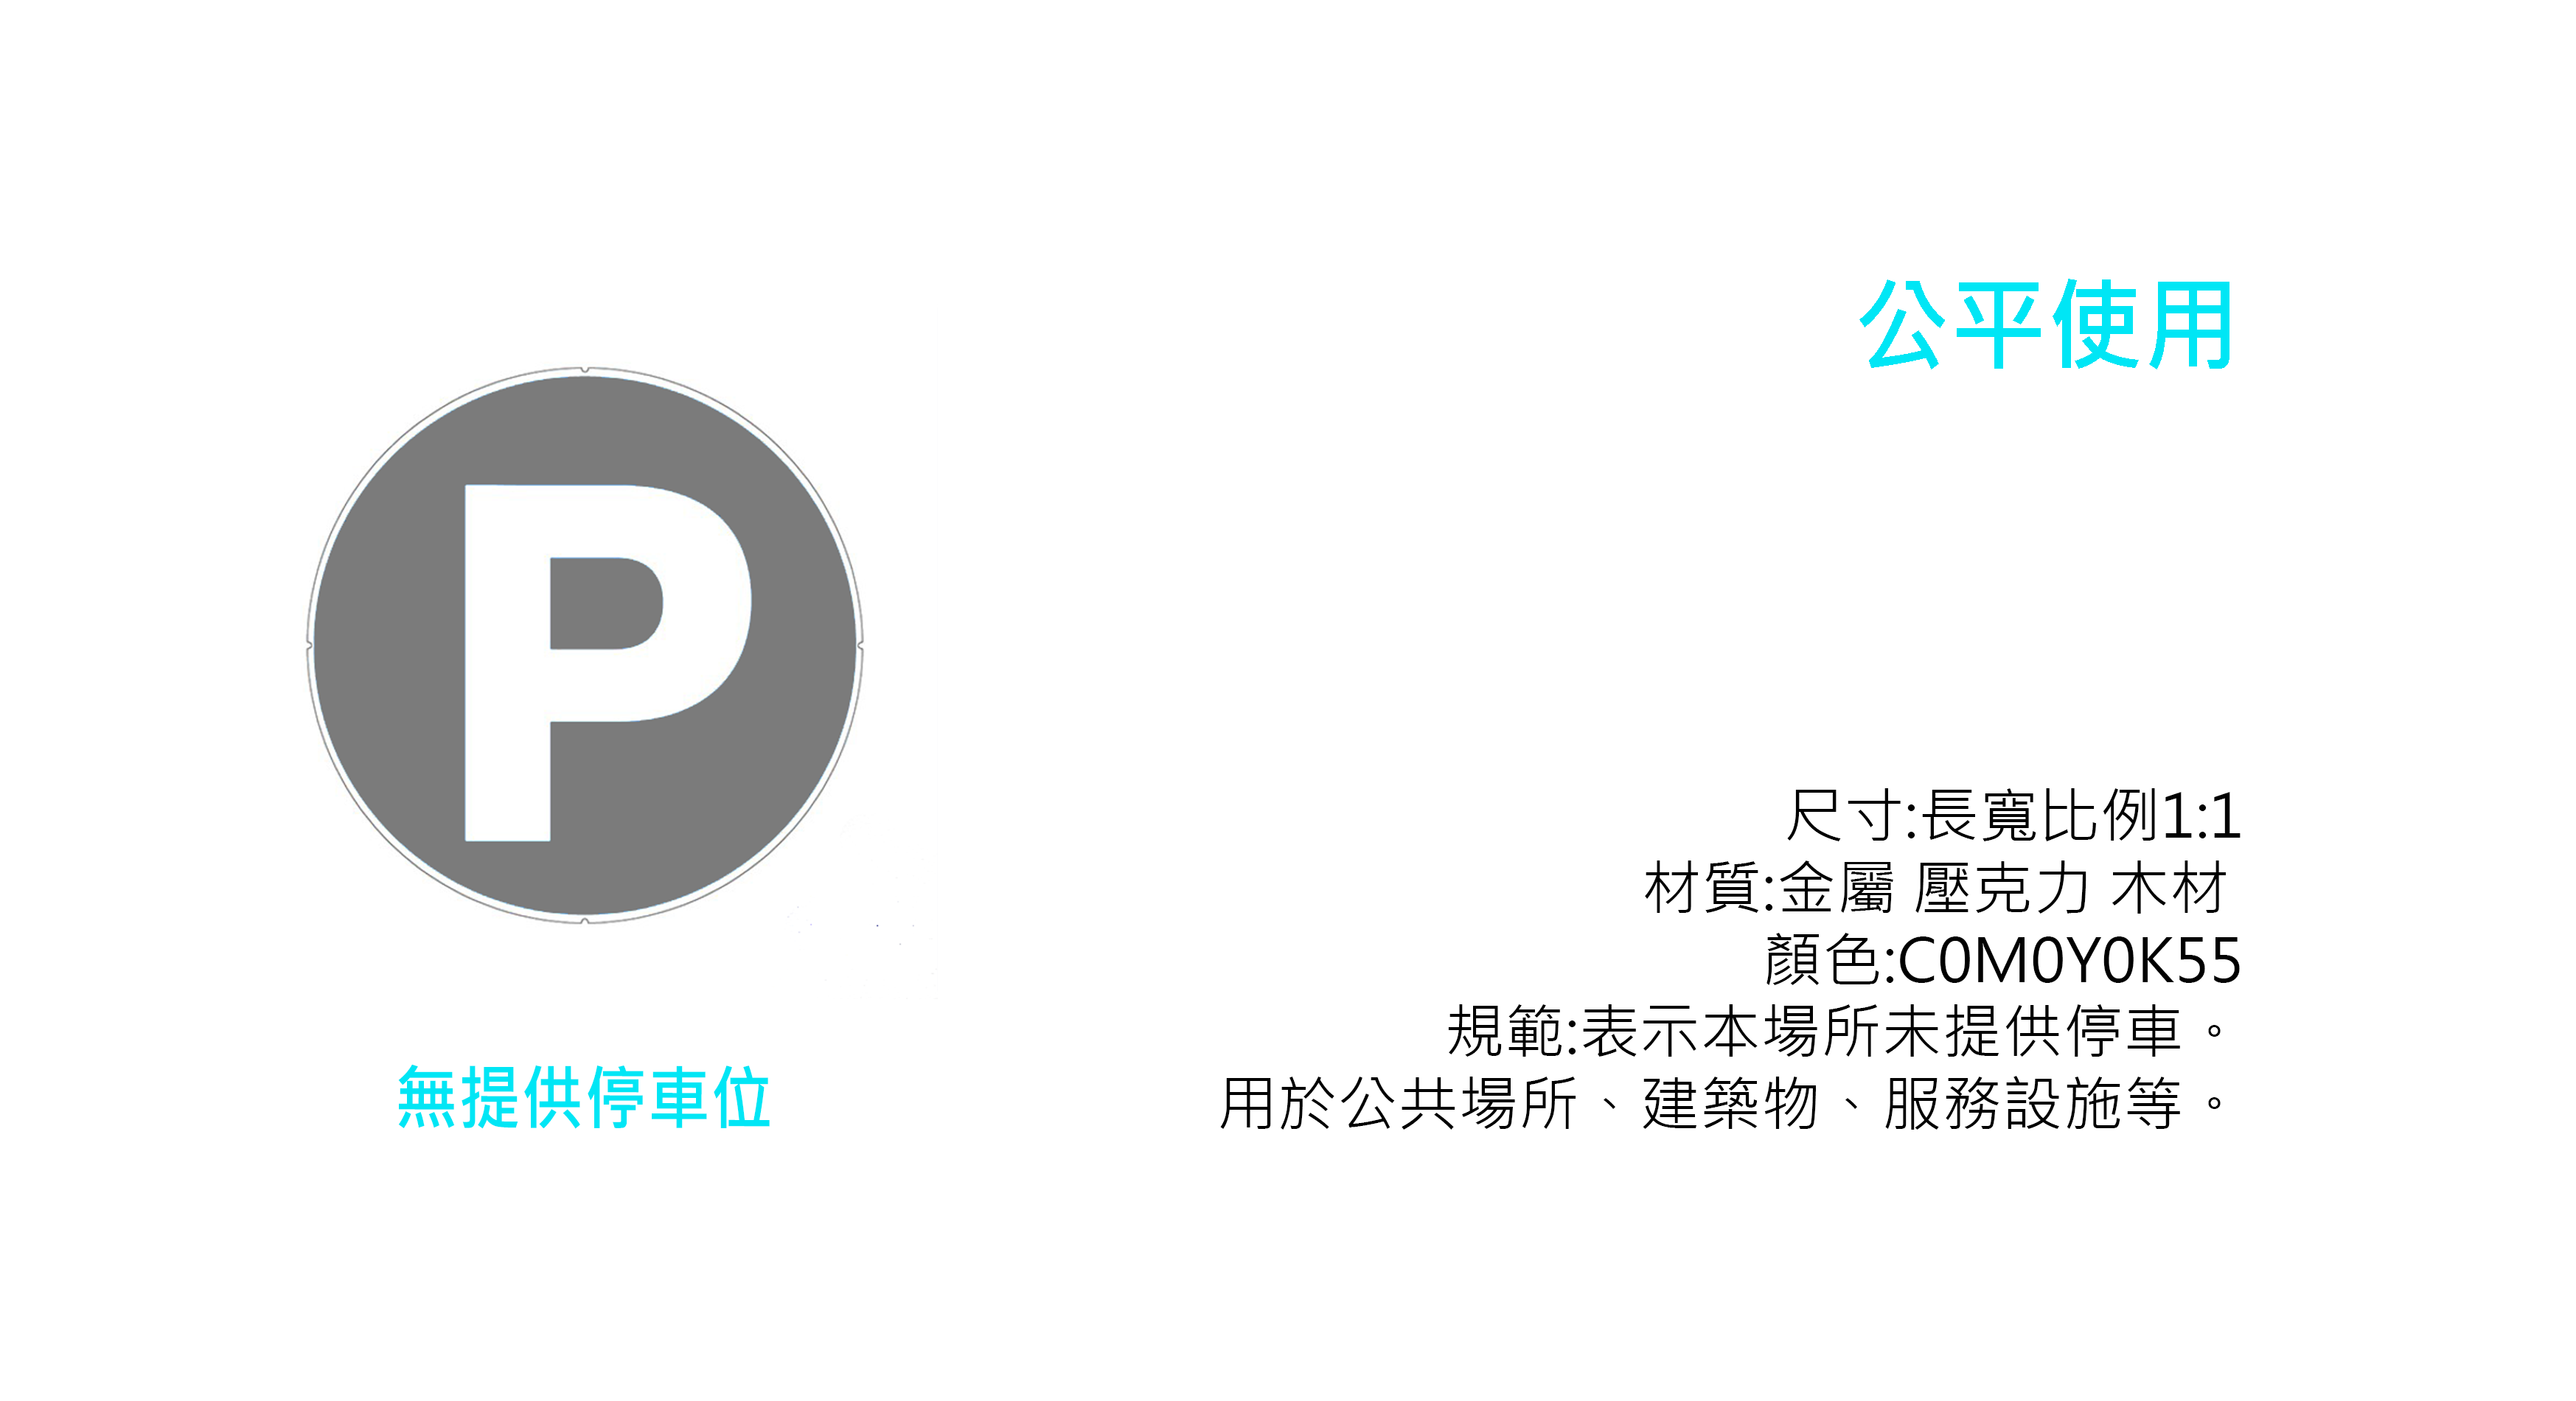 公平使用
P
尺寸:長寬比例1:1
材質:金屬 壓克力 木材
顏色:C0M0Y0K55
規範:表示本場所未提供停車。
用於公共場所、建築物、服務設施等。
無提供停車位